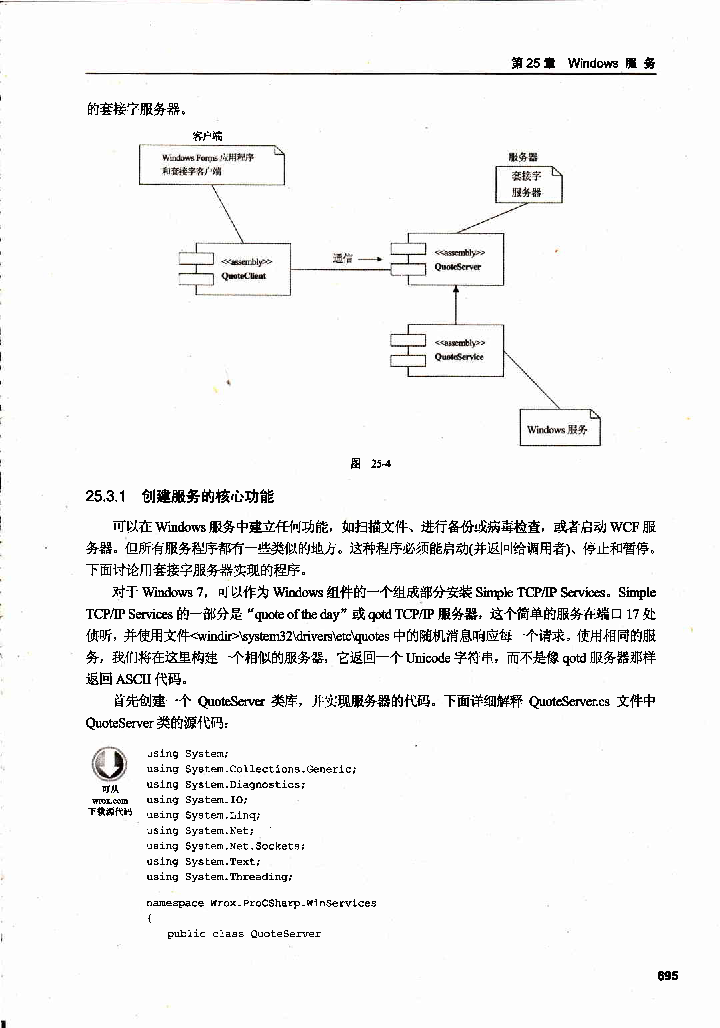 第25章 Windows 服 务
的套接字服务器。
客户端
Windows Forms 应用程序
和套接字客户端
服务器
套接字
服务器
<<assembly>>
QuoteClient
通信
<<assembly>>
QuoteServer
<<assembly>>
QuoteService
Windows 服务
图 25-4
25.3.1 创建服务的核心功能
可以在 Windows 服务中建立任何功能，如扫描文件、进行备份或病毒检查，或者启动 WCF 服
务器。但所有服务程序都有一些类似的地方。这种程序必须能启动(并返回给调用者)、停止和暂停。
下面讨论用套接字服务器实现的程序。
对于 Windows 7，可以作为 Windows 组件的一个组成部分安装 Simple TCP/IP Services。Simple
TCP/IP Services 的一部分是 “quote of the day” 或 qotd TCP/IP 服务器，这个简单的服务在端口 17 处
侦听，并使用文件<windir>\system32\drivers\etc\quotes 中的随机消息响应每一个请求。使用相同的服
务，我们将在这里构建一个相似的服务器，它返回一个 Unicode 字符串，而不是像 qotd 服务器那样
返回 ASCII 代码。
首先创建一个 QuoteServer 类库，并实现服务器的代码。下面详细解释 QuoteServer.cs 文件中
QuoteServer 类的源代码：
可从
wrox.com
下载源代码
using System;
using System.Collections.Generic;
using System.Diagnostics;
using System.IO;
using System.Linq;
using System.Net;
using System.Net.Sockets;
using System.Text;
using System.Threading;
namespace Wrox.ProCSharp.WinServices
{
public class QuoteServer
695